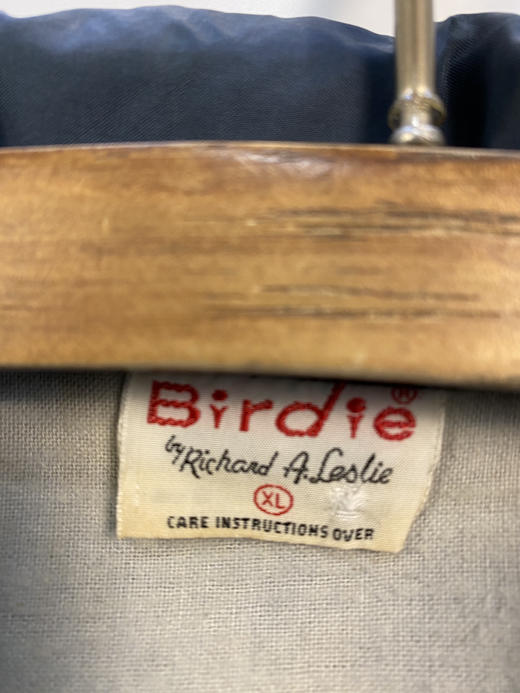 Birdie®
by Richard A. Leslie
XL
CARE INSTRUCTIONS OVER